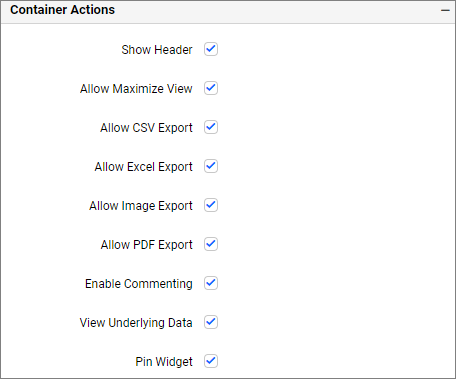 Container Actions
Show Header
Allow Maximize View
Allow CSV Export
Allow Excel Export
Allow Image Export
Allow PDF Export
Enable Commenting
View Underlying Data
Pin Widget